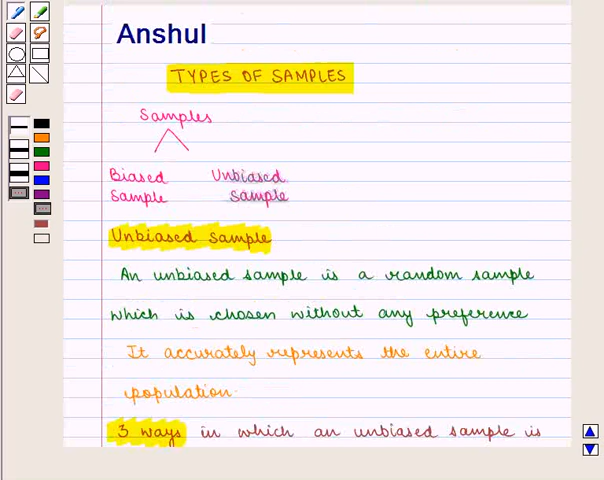 Anshul
TYPES OF SAMPLES
Samples
Biased Unbiased
Sample Sample
Unbiased Sample
An unbiased sample is a random sample
which is chosen without any preference
It accurately represents the entire
population.
3 ways in which an unbiased sample is